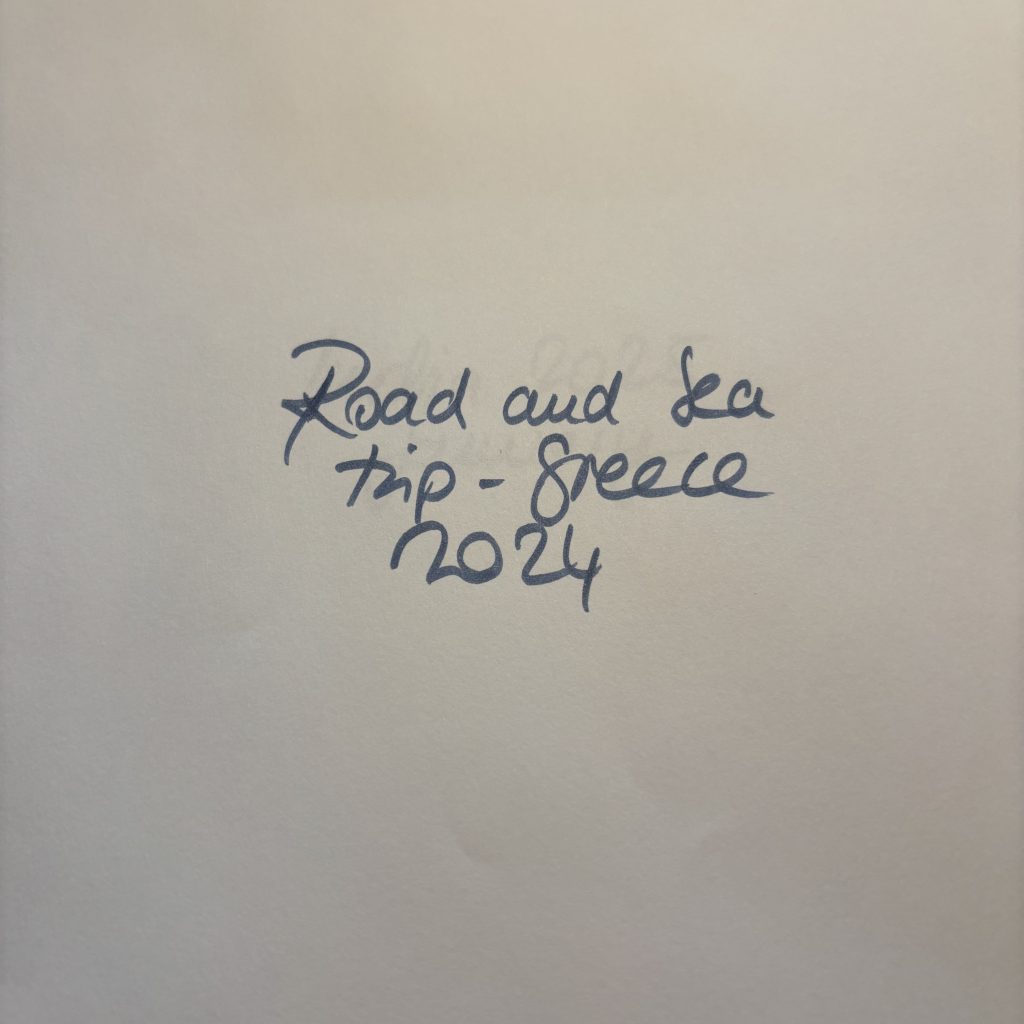 Road and Sea
trip - Greece
2024